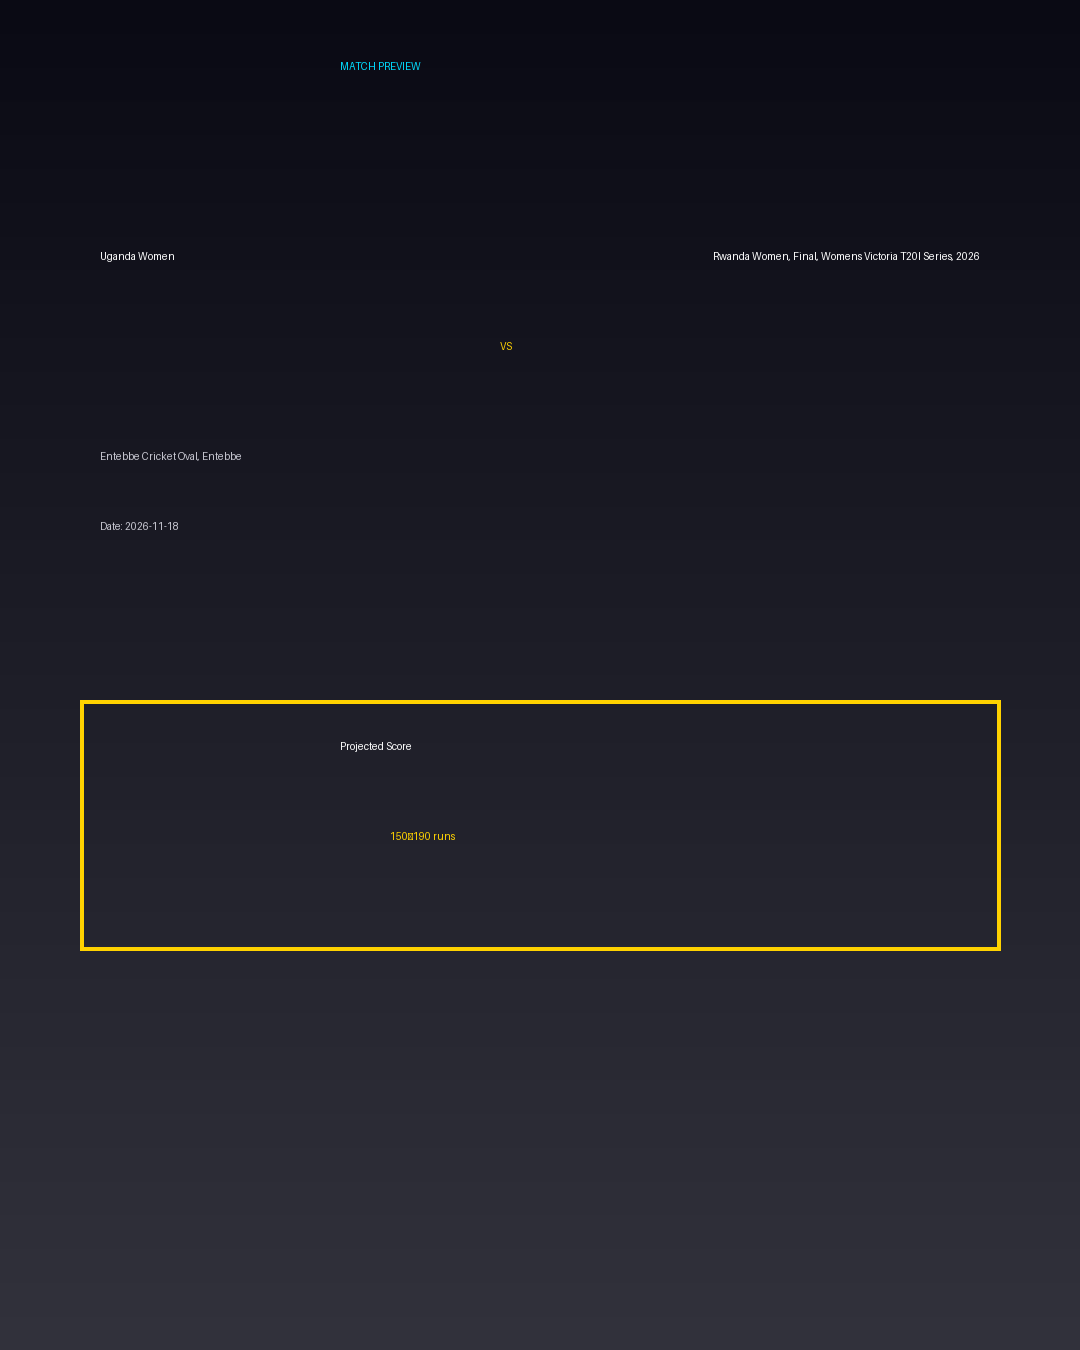 MATCH PREVIEW
Uganda Women
Rwanda Women, Final, Womens Victoria T20I Series, 2026
VS
Entebbe Cricket Oval, Entebbe
Date: 2026-11-18
Projected Score
150▯190 runs